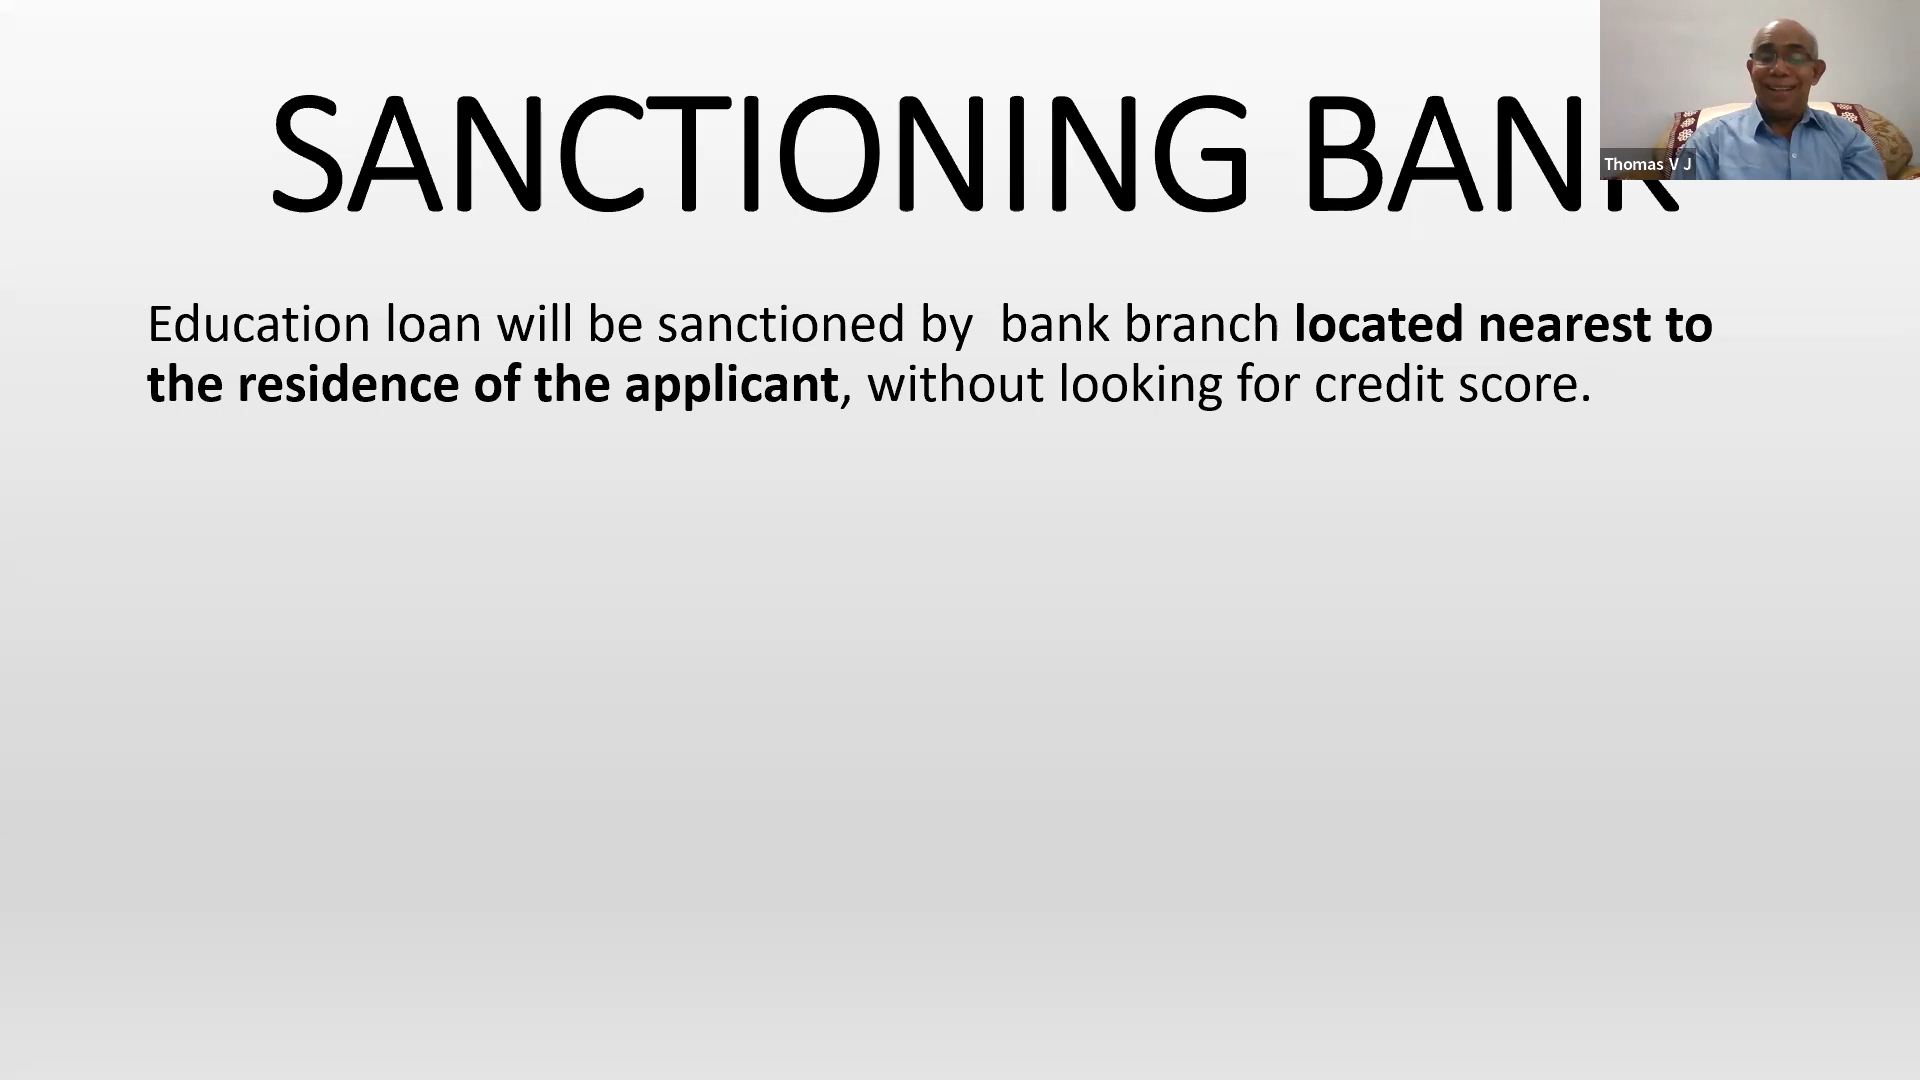 SANCTIONING BANK
Thomas V J
Education loan will be sanctioned by  bank branch located nearest to
the residence of the applicant, without looking for credit score.